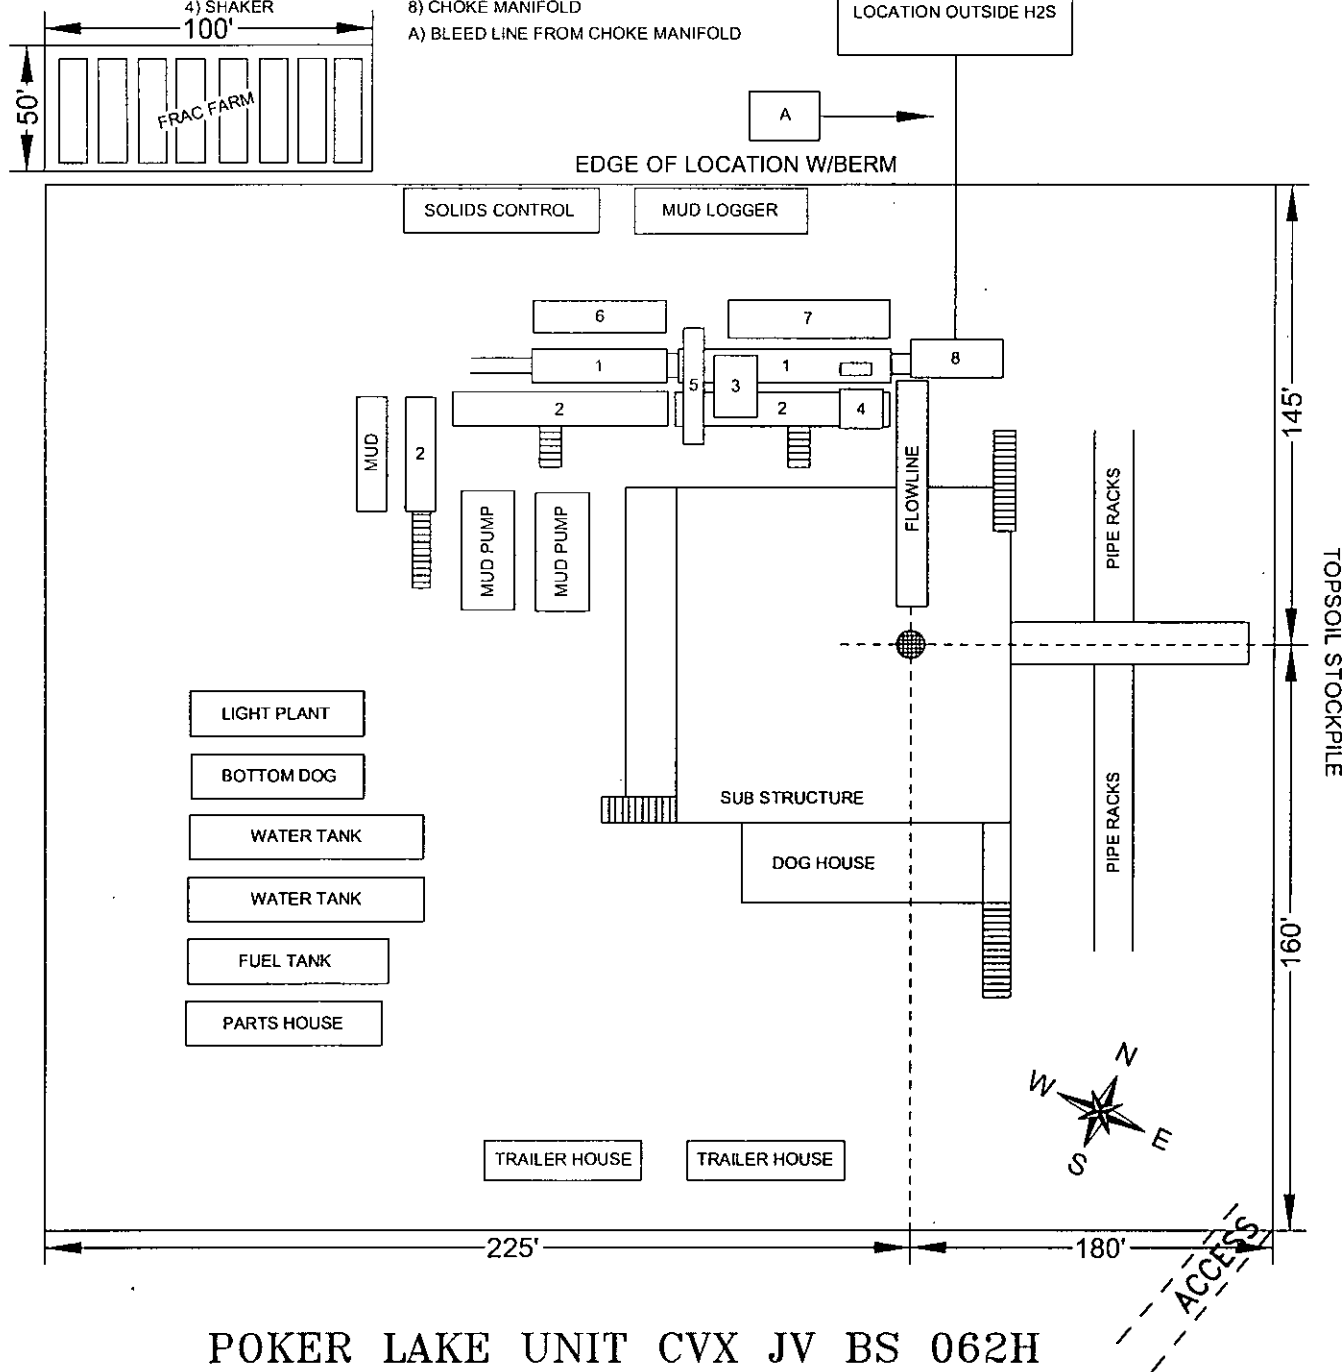 4) SHAKER
8) CHOKE MANIFOLD
LOCATION OUTSIDE H2S
100'
A) BLEED LINE FROM CHOKE MANIFOLD
50'
FRAC FARM
A
EDGE OF LOCATION W/BERM
SOLIDS CONTROL
MUD LOGGER
6
7
1
1
8
5
3
2
2
4
MUD
2
145'
FLOWLINE
PIPE RACKS
MUD PUMP
MUD PUMP
TOPSOIL STOCKPILE
LIGHT PLANT
BOTTOM DOG
SUB STRUCTURE
WATER TANK
PIPE RACKS
DOG HOUSE
WATER TANK
160'
FUEL TANK
PARTS HOUSE
N
W
E
S
TRAILER HOUSE
TRAILER HOUSE
225'
180'
ACCESS
POKER LAKE UNIT CVX JV BS 062H